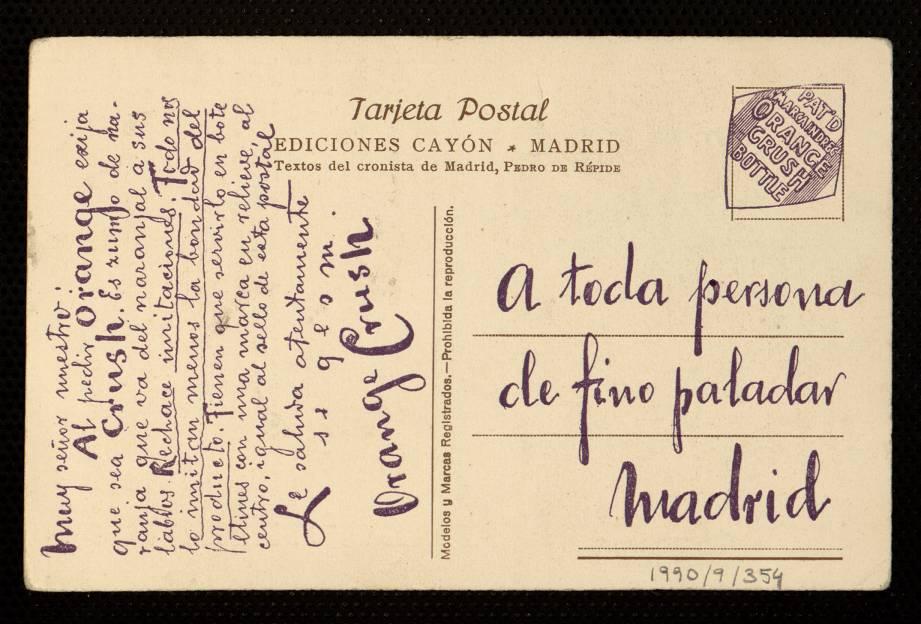 Tarjeta Postal
EDICIONES CAYÓN ★ MADRID
Textos del cronista de Madrid, PEDRO DE RÉPIDE
PAT'D
MAR. VAINDRÉS
ORANGE
CRUSH
BOTTLE
Muy señor nuestro:
Al pedir Orange exija
que sea Crush. Es zumo de na-
ranja que va del naranjal a sus
labios. Rechace imitaciones. Todo nos
lo imitan menos la bondad del
producto. Tienen que servirlo en bote
llines con una marca en relieve, al
centro, igual al sello de esta postal
Le saluda atentamente
s s q e s m.
Orange Crush
Modelos y Marcas Registrados.—Prohibida la reproducción.
A toda persona
de fino paladar
Madrid
1990/9/354